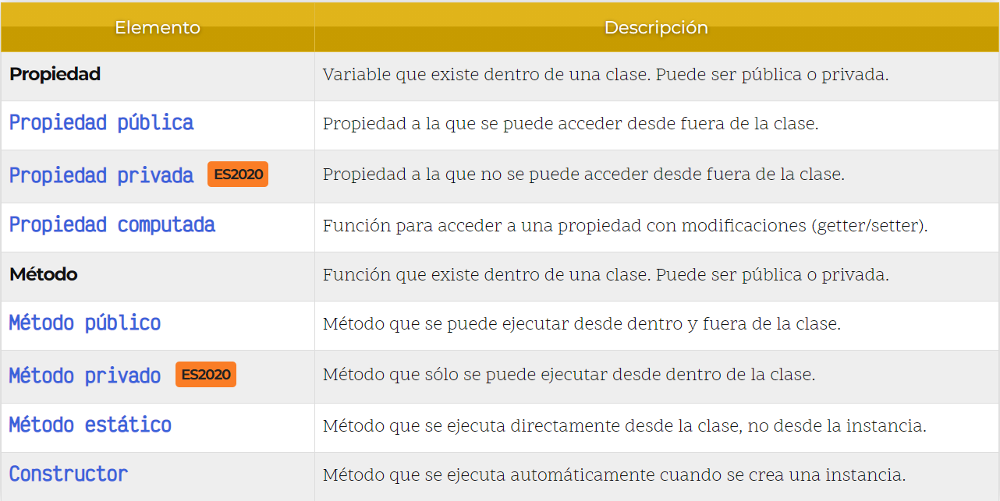 Elemento Descripción
Propiedad Variable que existe dentro de una clase. Puede ser pública o privada.
Propiedad pública Propiedad a la que se puede acceder desde fuera de la clase.
Propiedad privada ES2020 Propiedad a la que no se puede acceder desde fuera de la clase.
Propiedad computada Función para acceder a una propiedad con modificaciones (getter/setter).
Método Función que existe dentro de una clase. Puede ser pública o privada.
Método público Método que se puede ejecutar desde dentro y fuera de la clase.
Método privado ES2020 Método que sólo se puede ejecutar desde dentro de la clase.
Método estático Método que se ejecuta directamente desde la clase, no desde la instancia.
Constructor Método que se ejecuta automáticamente cuando se crea una instancia.